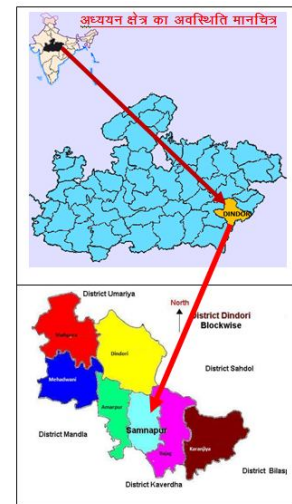 अध्ययन क्षेत्र का अवस्थिति मानचित्र
DINDORI
District Umariya
North
District Dindori
Blockwise
Dindori
Mehadwani
District Sahdol
Amarpur
Samnapur
Bajag
Karanjiya
District Mandla
District Bilasp
District Kaverdha